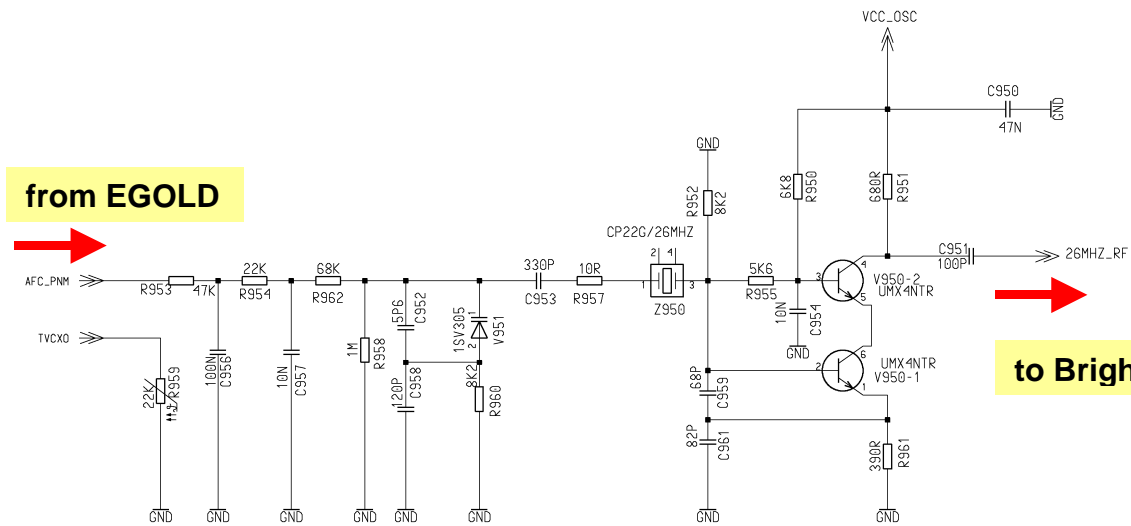 VCC_OSC
C950
47N
GND
GND
6K8
R950
680R
R951
from EGOLD
R952
8K2
CP22G/26MHZ
2 4
C951
100P
26MHZ_RF
AFC_PNM
R953
47K
22K
R954
68K
R962
330P
C953
10R
R957
1
3
Z950
5K6
R955
3
4
5
V950-2
UMX4NTR
TVCXO
5P6
C952
1SV305
1
2
V951
10N
C954
GND
1M
R958
100N
C956
10N
C957
22K
R959
120P
C958
8K2
R960
68P
C959
2
6
1
UMX4NTR
V950-1
to Brigh
82P
C961
390R
R961
GND
GND
GND
GND
GND
GND
GND
GND